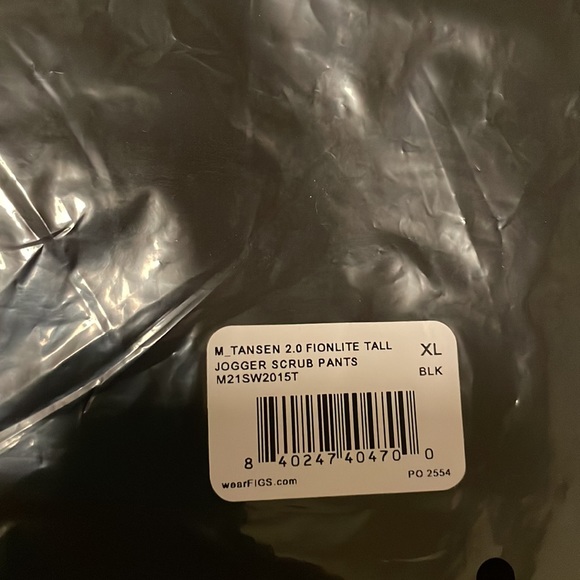 M_TANSEN 2.0 FIONLITE TALL XL
JOGGER SCRUB PANTS BLK
M21SW2015T
8 40247 40470 0
wearFIGS.com PO 2554